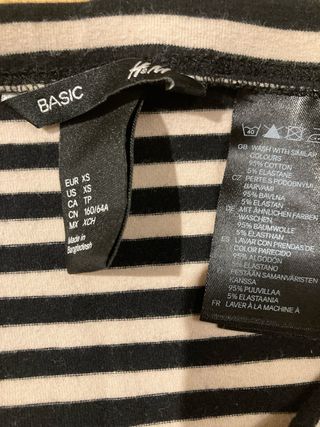 H&M
BASIC
EUR XS
US XS
CA TP
CN 160/64A
MX XCH
Made in
Bangladesh
40
GB WASH WITH SIMILAR
COLOURS
95% COTTON
5% ELASTANE
CZ PERTE S PODOBNÝMI
BARVAMI
95% BAVLNA
5% ELASTAN
DE MIT ÄHNLICHEN FARBEN
WASCHEN
95% BAUMWOLLE
5% ELASTHAN
ES LAVAR CON PRENDAS DE
COLOR PARECIDO
95% ALGODÓN
5% ELASTANO
PESTÄÄN SAMANVÄRISTEN
KANSSA
95% PUUVILLAA
5% ELASTAANIA
FR LAVER À LA MACHINE À